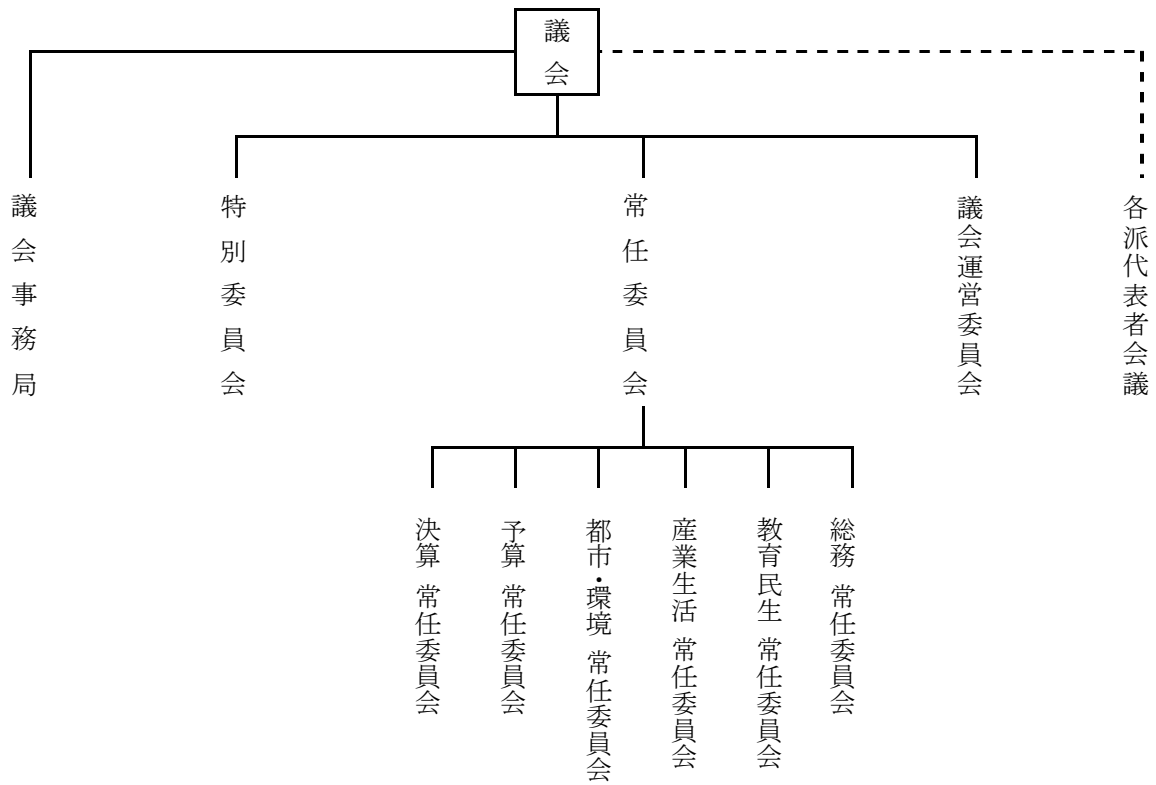 議会
各派代表者会議
議会運営委員会
常任委員会
特別委員会
議会事務局
総務 常任委員会
教育民生 常任委員会
産業生活 常任委員会
都市・環境 常任委員会
予算 常任委員会
決算 常任委員会